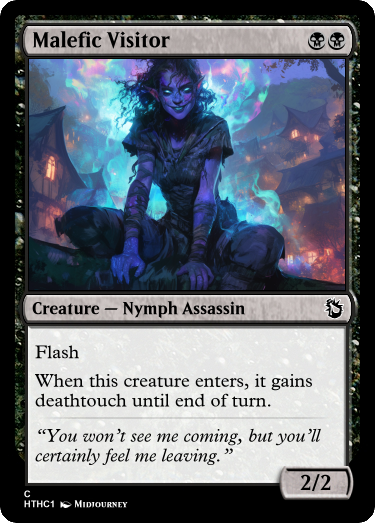 Malefic Visitor
Creature — Nymph Assassin
Flash
When this creature enters, it gains
deathtouch until end of turn.
“You won’t see me coming, but you’ll
certainly feel me leaving.”
2/2
C
HTHC1 Midjourney